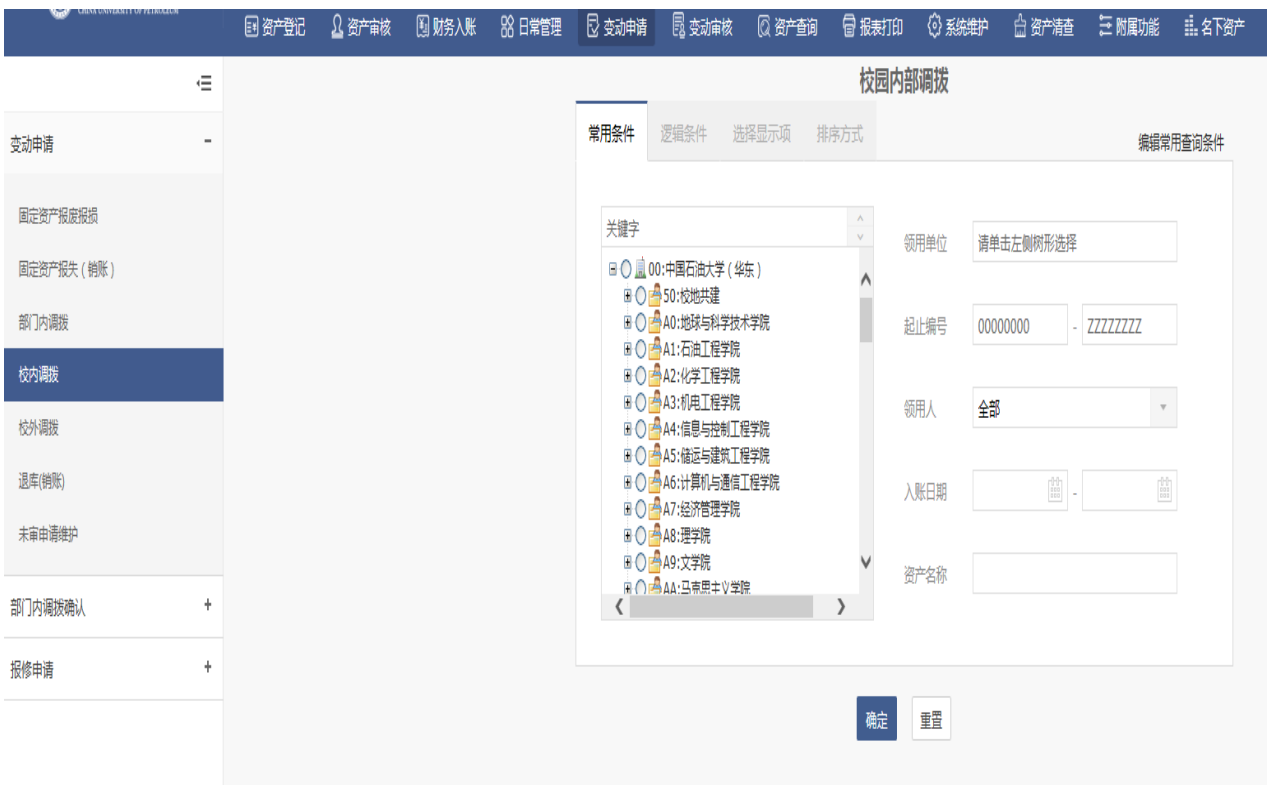 CHINA UNIVERSITY OF PETROLEUM
资产登记 资产审核 财务入账 日常管理 变动申请 变动审核 资产查询 报表打印 系统维护 资产清查 附属功能 名下资产
校园内部调拨
变动申请 -
固定资产报废报损
固定资产报失（销账）
部门内调拨
校内调拨
校外调拨
退库(销账)
未审申请维护
部门内调拨确认 +
报修申请 +
常用条件 逻辑条件 选择显示项 排序方式
编辑常用查询条件
关键字
00:中国石油大学（华东）
50:校地共建
A0:地球与科学技术学院
A1:石油工程学院
A2:化学工程学院
A3:机电工程学院
A4:信息与控制工程学院
A5:储运与建筑工程学院
A6:计算机与通信工程学院
A7:经济管理学院
A8:理学院
A9:文学院
AA:马克思主义学院
领用单位 请单击左侧树形选择
起止编号 00000000 - ZZZZZZZZ
领用人 全部
入账日期 -
资产名称
确定 重置